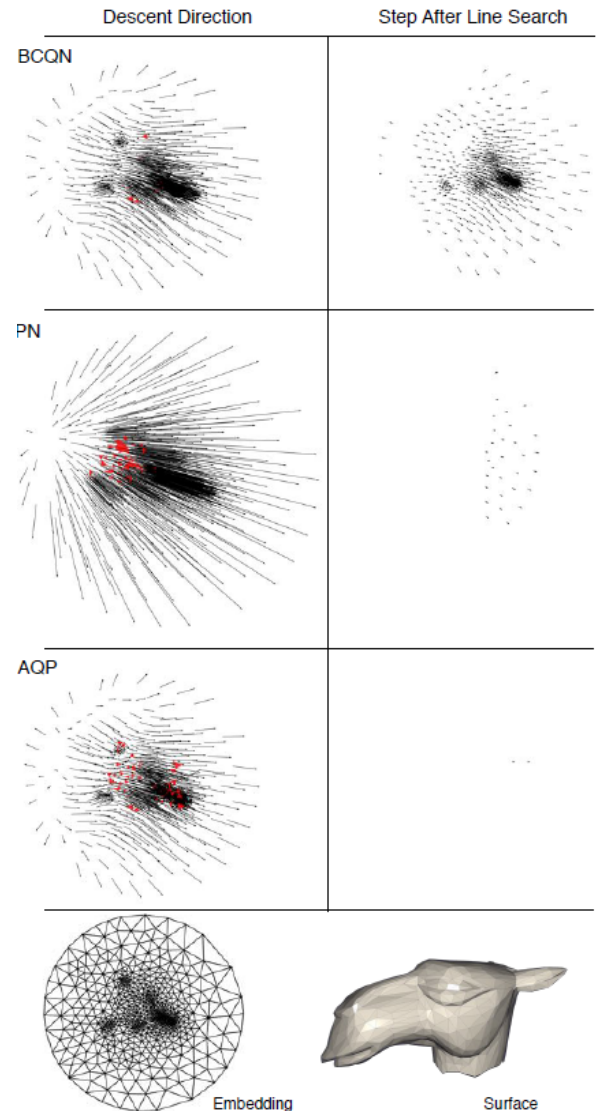 Descent Direction Step After Line Search
BCQN
PN
AQP
Embedding Surface